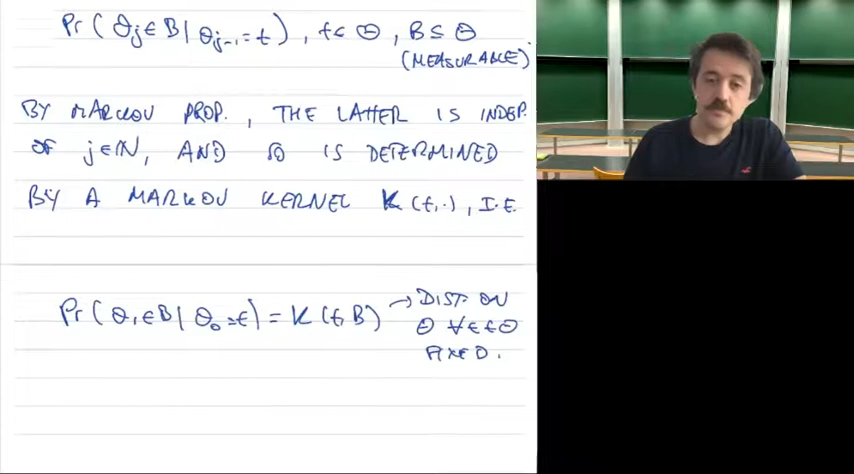 Pr( θj ∈ B | θj-1 = t ) , t ∈ Θ , B ⊆ Θ
(MEASURABLE)
BY MARKOV PROP. , THE LATTER IS INDEP.
OF j ∈ ℕ, AND SO IS DETERMINED
BY A MARKOV KERNEL K (t, ·) , I.E.
Pr( θ1 ∈ B | θ0 = t ) = K (t, B) → DIST. ON
Θ ∀ t ∈ Θ
FIXED .